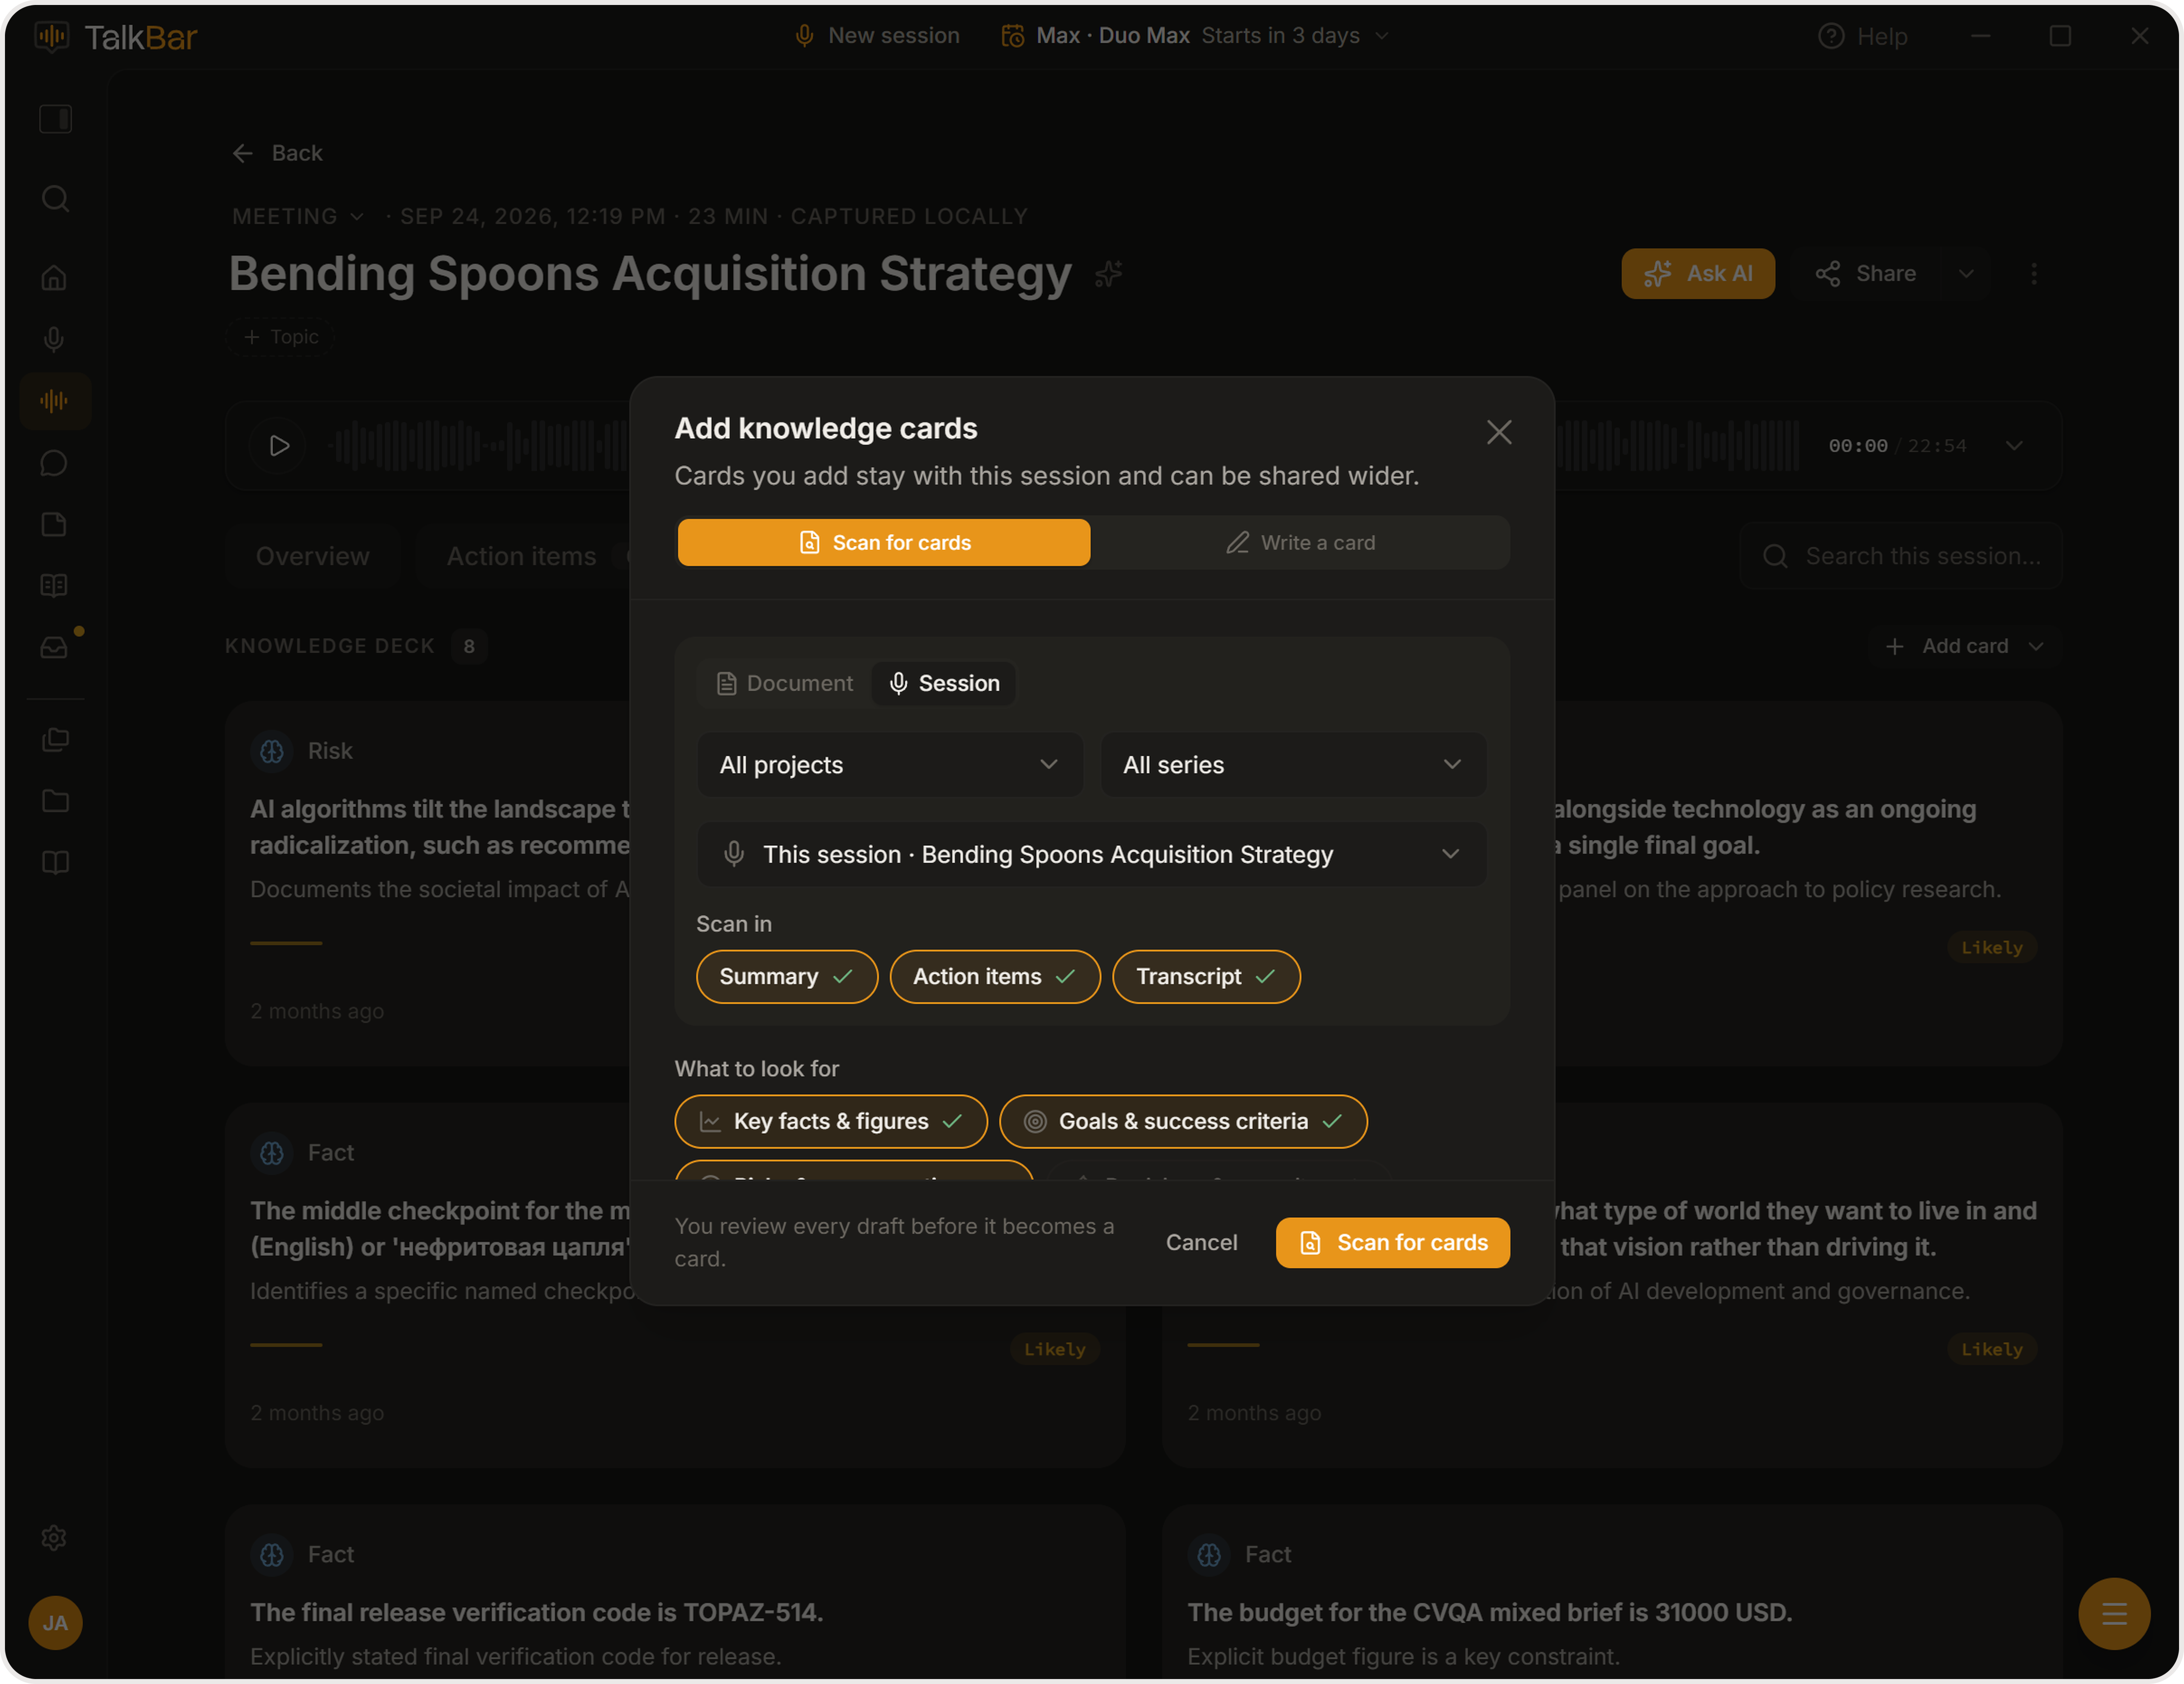 TalkBar
New session
Max · Duo Max Starts in 3 days
Help
Back
MEETING · SEP 24, 2026, 12:19 PM · 23 MIN · CAPTURED LOCALLY
Bending Spoons Acquisition Strategy
Ask AI
Share
+ Topic
00:00 / 22:54
Overview
Action items
Search this session...
KNOWLEDGE DECK 8
+ Add card
Add knowledge cards
Cards you add stay with this session and can be shared wider.
Scan for cards
Write a card
Document
Session
All projects
All series
This session · Bending Spoons Acquisition Strategy
Scan in
Summary
Action items
Transcript
What to look for
Key facts & figures
Goals & success criteria
You review every draft before it becomes a
card.
Cancel
Scan for cards
Risk
AI algorithms tilt the landscape
radicalization, such as
Documents the societal impact of
2 months ago
alongside technology as an ongoing
single final goal.
panel on the approach to policy research.
Likely
Fact
The middle checkpoint for the
(English) or 'нефритовая цапля'
Identifies a specific named
Likely
2 months ago
what type of world they want to live in and
that vision rather than driving it.
of AI development and governance.
Likely
2 months ago
Fact
The final release verification code is TOPAZ-514.
Explicitly stated final verification code for release.
Fact
The budget for the CVQA mixed brief is 31000 USD.
Explicit budget figure is a key constraint.
JA